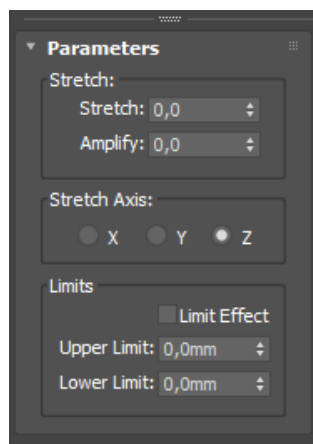 Parameters
Stretch:
Stretch: 0,0
Amplify: 0,0
Stretch Axis:
X Y Z
Limits
Limit Effect
Upper Limit: 0,0mm
Lower Limit: 0,0mm